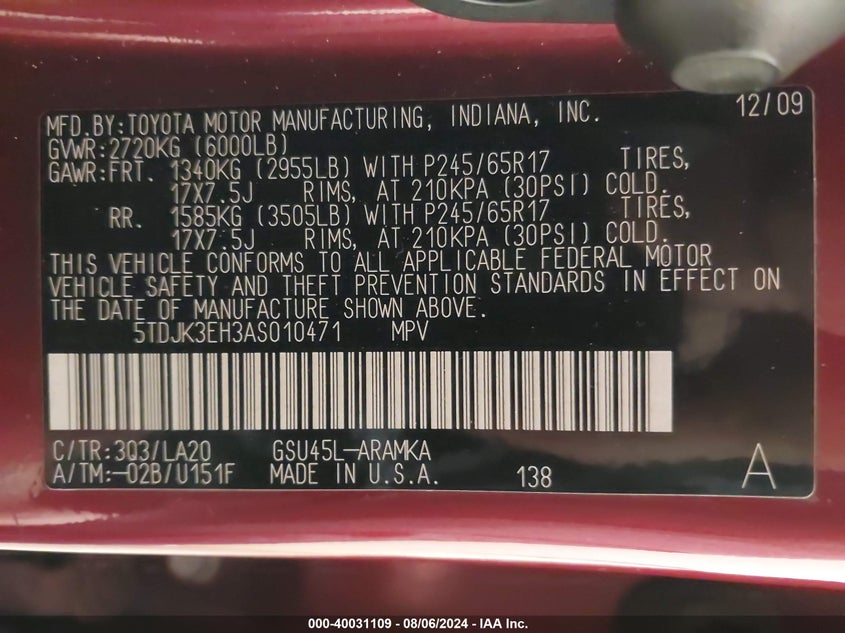 12/09
MFD.BY:TOYOTA MOTOR MANUFACTURING, INDIANA, INC.
GVWR:2720KG (6000LB)
GAWR:FRT. 1340KG (2955LB) WITH P245/65R17 TIRES,
17X7.5J RIMS, AT 210KPA (30PSI) COLD.
RR. 1585KG (3505LB) WITH P245/65R17 TIRES,
17X7.5J RIMS, AT 210KPA (30PSI) COLD.
THIS VEHICLE CONFORMS TO ALL APPLICABLE FEDERAL MOTOR
VEHICLE SAFETY AND THEFT PREVENTION STANDARDS IN EFFECT ON
THE DATE OF MANUFACTURE SHOWN ABOVE.
5TDJK3EH3AS010471 MPV
C/TR:3Q3/LA20 GSU45L-ARAMKA
A/TM:-02B/U151F MADE IN U.S.A. 138 A
000-40031109 - 08/06/2024 - IAA Inc.